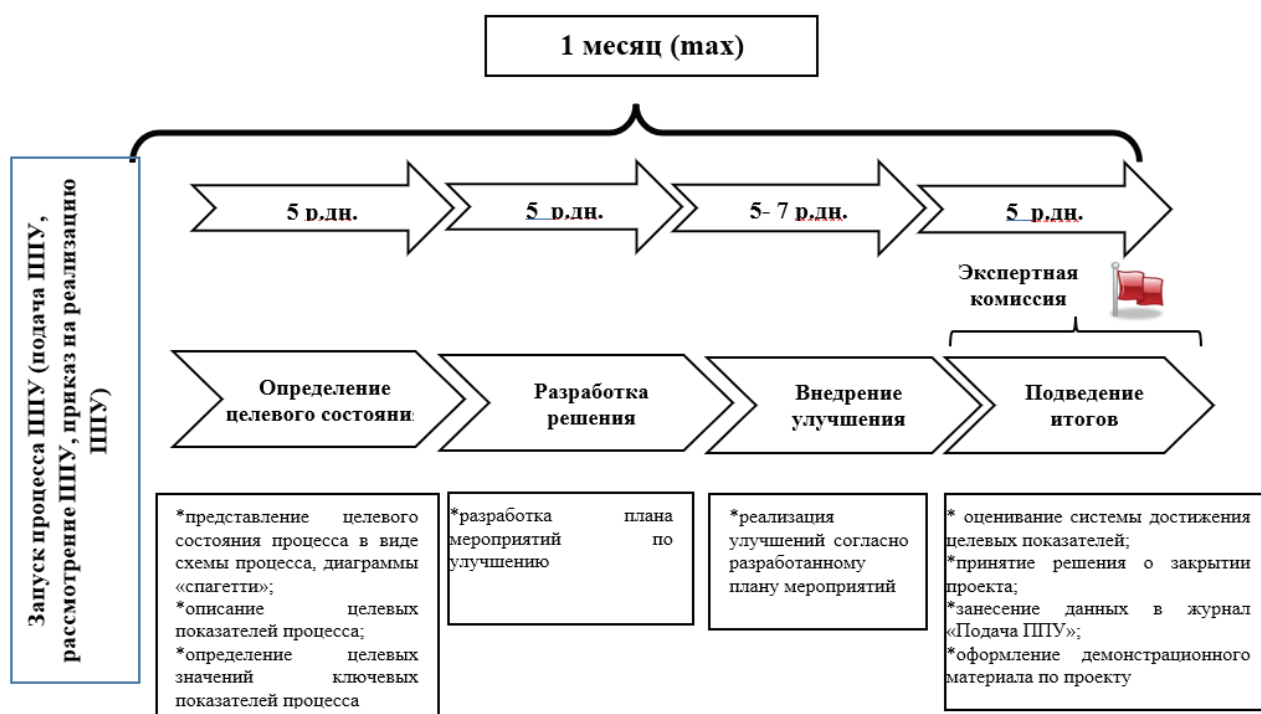 1 месяц (max)
Запуск процесса ППУ (подача ППУ,
рассмотрение ППУ, приказ на реализацию
ППУ)
5 р.дн.
5 р.дн.
5- 7 р.дн.
5 р.дн.
Экспертная
комиссия
Определение
целевого состояни
Разработка
решения
Внедрение
улучшения
Подведение
итогов
*представление целевого
состояния процесса в виде
схемы процесса, диаграммы
«спагетти»;
*описание целевых
показателей процесса;
*определение целевых
значений ключевых
показателей процесса
*разработка плана
мероприятий по
улучшению
*реализация
улучшений согласно
разработанному
плану мероприятий
* оценивание системы достижения
целевых показателей;
*принятие решения о закрытии
проекта;
*занесение данных в журнал
«Подача ППУ»;
*оформление демонстрационного
материала по проекту